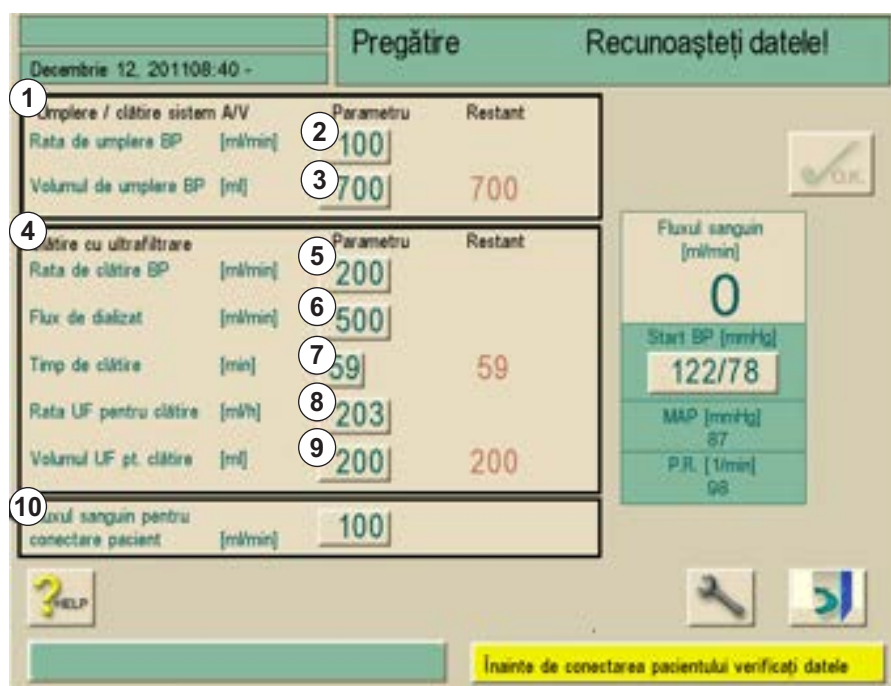 Pregătire Recunoașteți datele!
Decembrie 12, 201108:40 -
1
Umplere / clătire sistem A/V Parametru Restant
Rata de umplere BP [ml/min] 2 100
Volumul de umplere BP [ml] 3 700 700
O.K.
4
Clătire cu ultrafiltrare Parametru Restant
Rata de clătire BP [ml/min] 5 200
Flux de dializat [ml/min] 6 500
Timp de clătire [min] 7 59 59
Rata UF pentru clătire [ml/h] 8 203
Volumul UF pt. clătire [ml] 9 200 200
10
Fluxul sanguin pentru
conectare pacient [ml/min] 100
Fluxul sanguin
[ml/min]
0
Start BP [mmHg]
122/78
MAP [mmHg]
87
P.R. [1/min]
98
HELP
Înainte de conectarea pacientului verificați datele